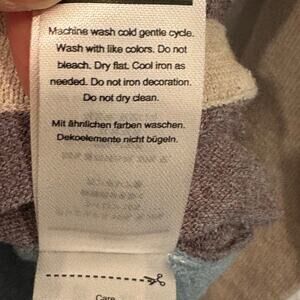 Machine wash cold gentle cycle.
Wash with like colors. Do not
bleach. Dry flat. Cool iron as
needed. Do not iron decoration.
Do not dry clean.
Mit ähnlichen farben waschen.
Dekoelemente nicht bügeln.
Care